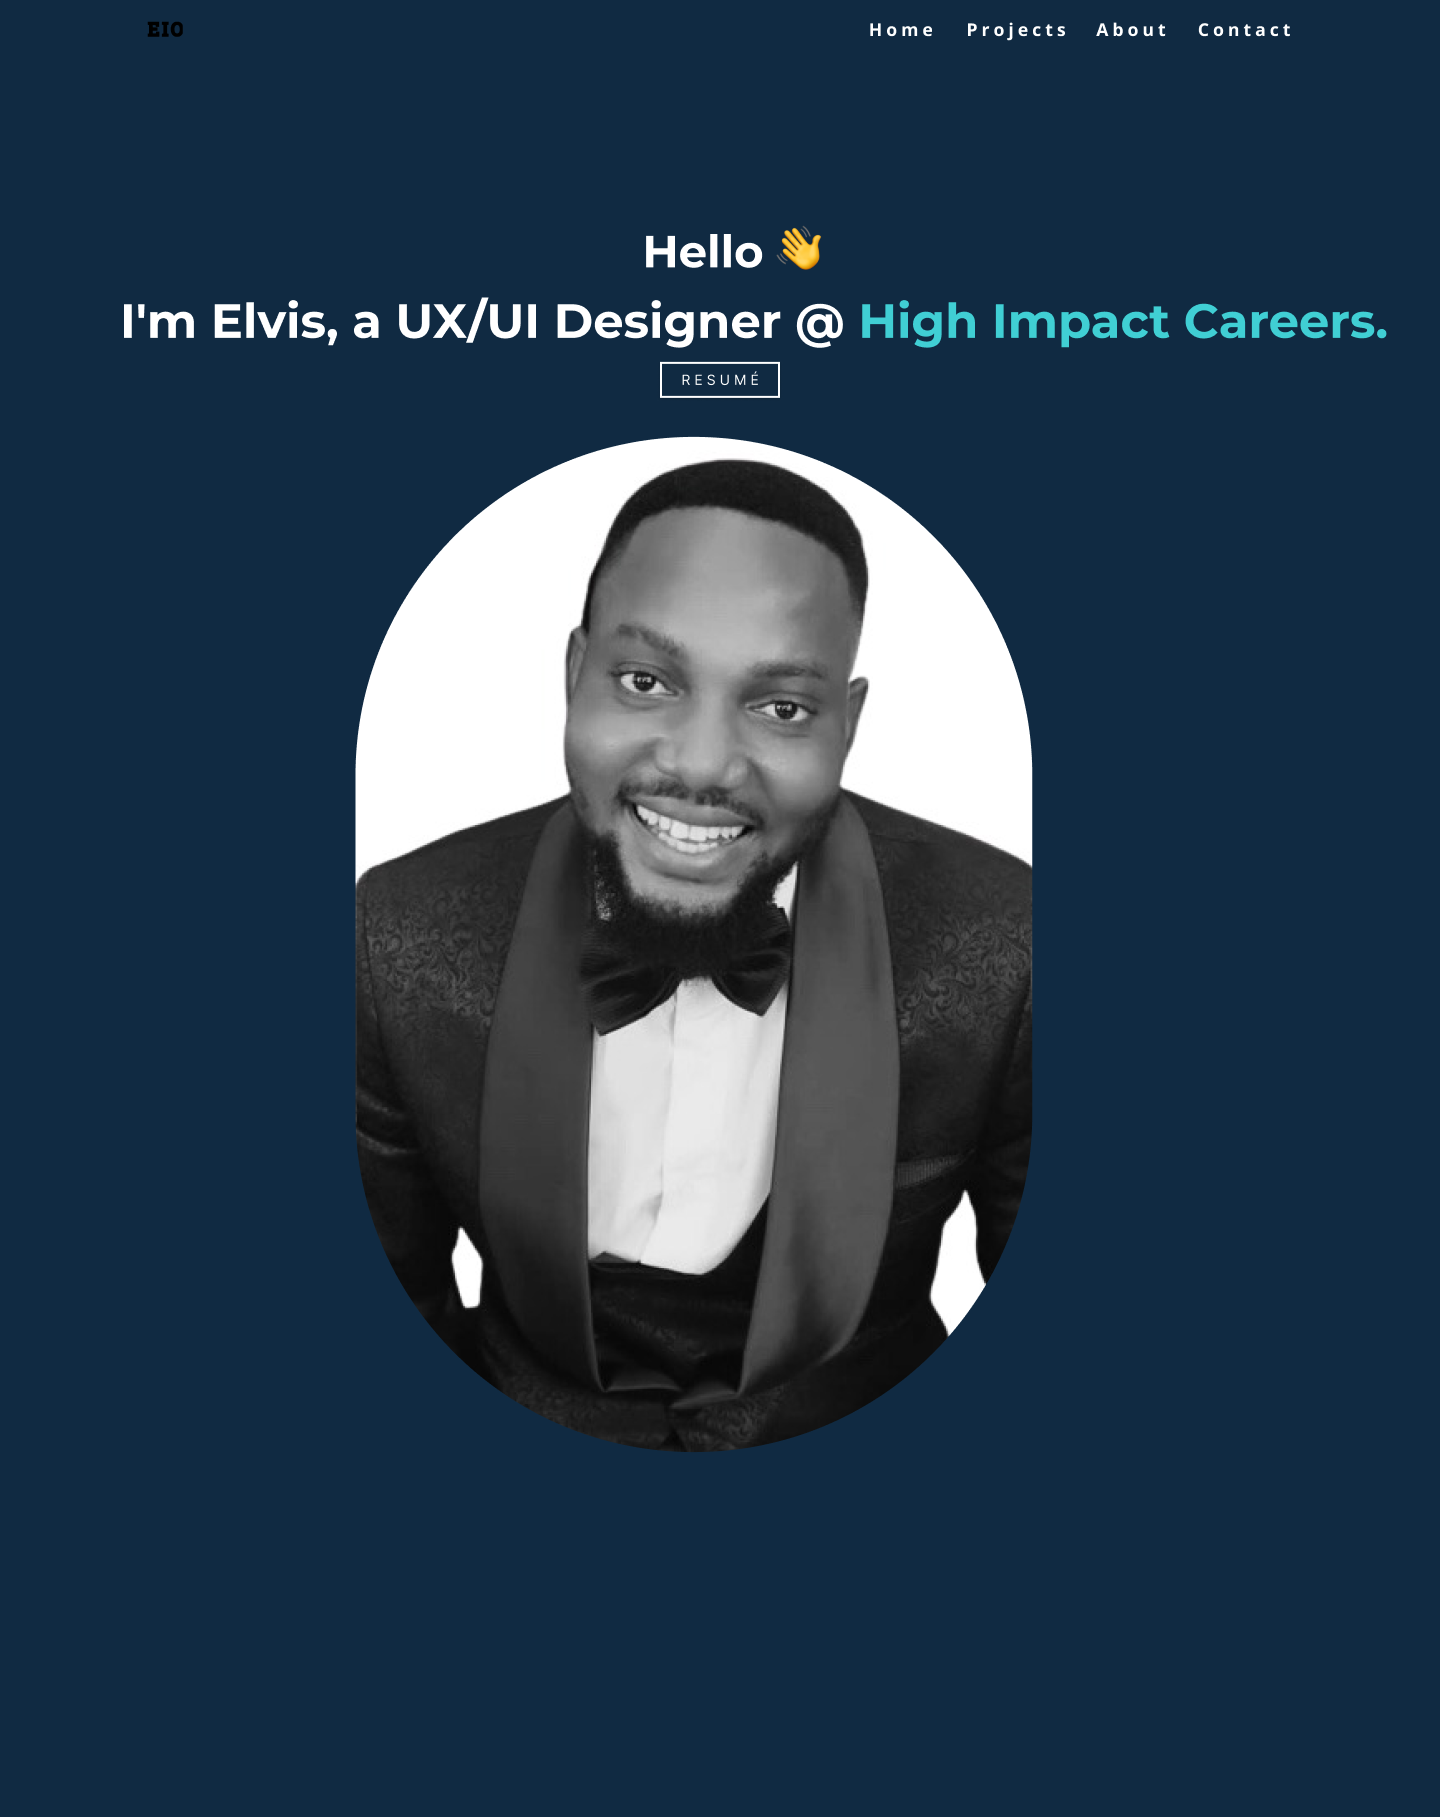 EIO
Home Projects About Contact
Hello 👋
I'm Elvis, a UX/UI Designer @ High Impact Careers.
RESUMÉ